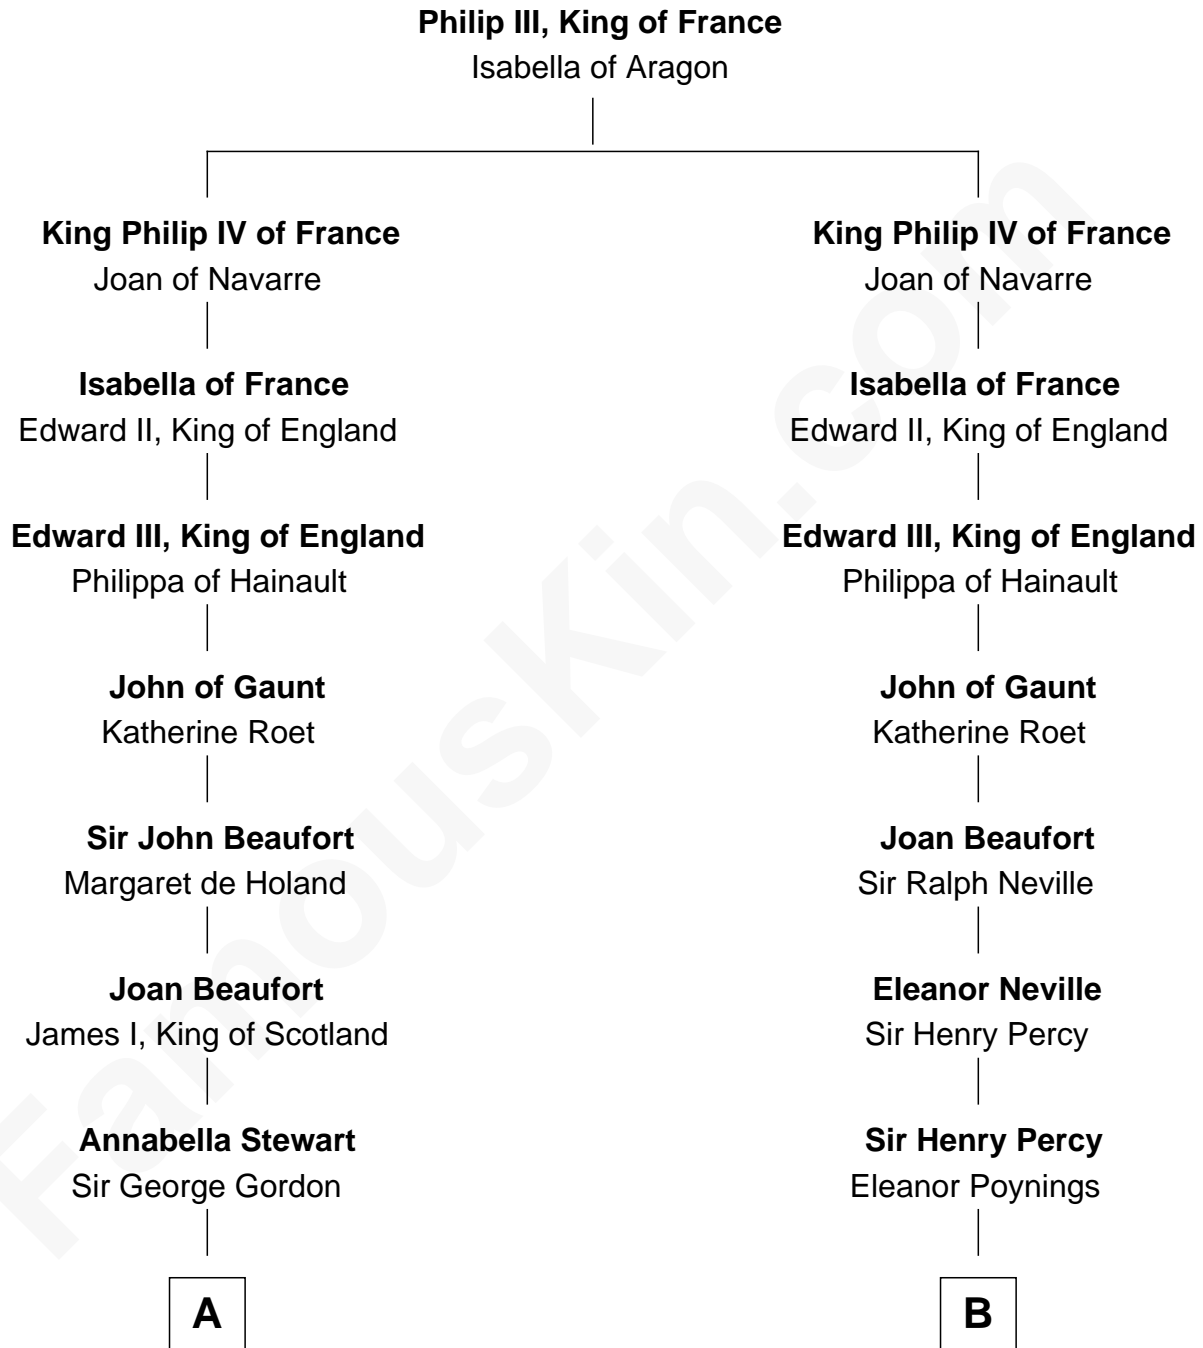 Philip III, King of France
Isabella of Aragon
King Philip IV of France
Joan of Navarre
King Philip IV of France
Joan of Navarre
Isabella of France
Edward II, King of England
Isabella of France
Edward II, King of England
Edward III, King of England
Philippa of Hainault
Edward III, King of England
Philippa of Hainault
John of Gaunt
Katherine Roet
John of Gaunt
Katherine Roet
Sir John Beaufort
Margaret de Holand
Joan Beaufort
Sir Ralph Neville
Joan Beaufort
James I, King of Scotland
Eleanor Neville
Sir Henry Percy
Annabella Stewart
Sir George Gordon
Sir Henry Percy
Eleanor Poynings
A
B
FamousKin.com